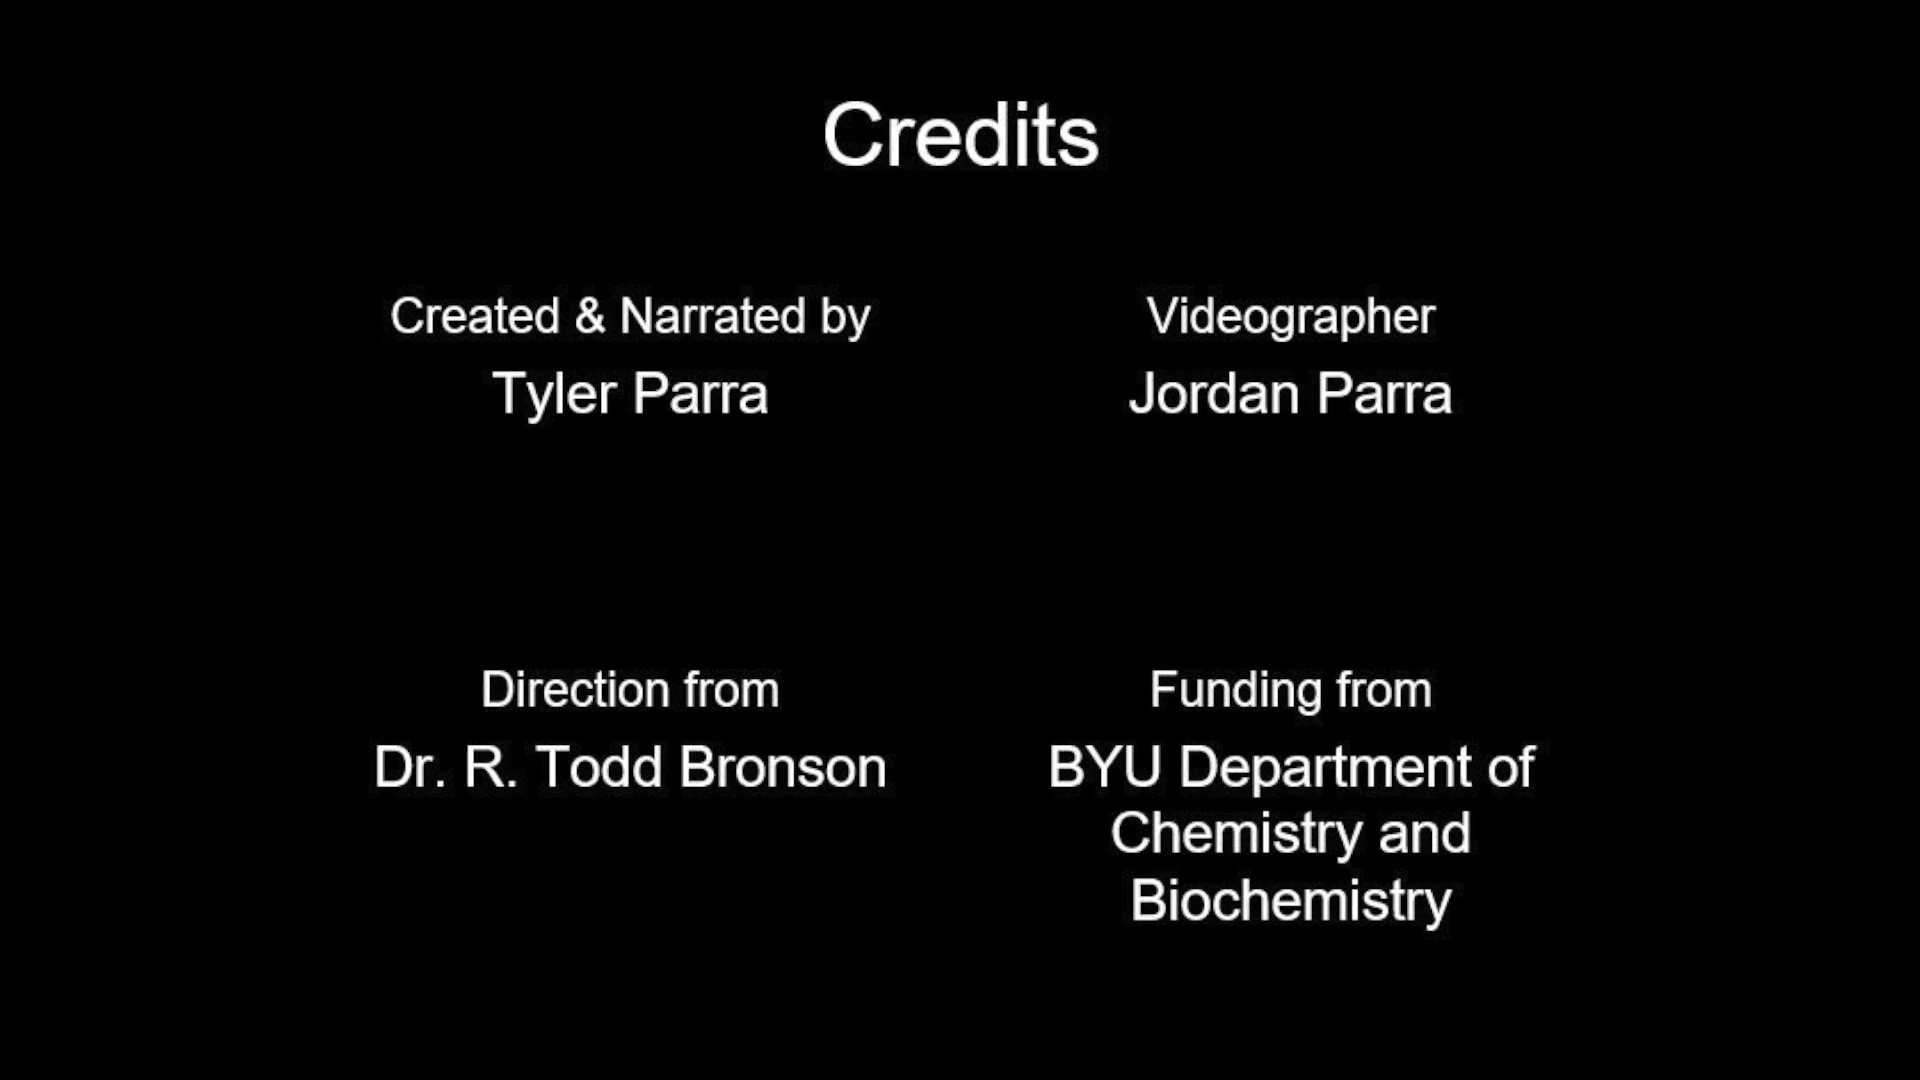 Credits
Created & Narrated by
Tyler Parra
Videographer
Jordan Parra
Direction from
Dr. R. Todd Bronson
Funding from
BYU Department of
Chemistry and
Biochemistry